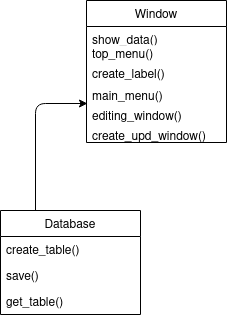 Window
show_data()
top_menu()
create_label()
main_menu()
editing_window()
create_upd_window()
Database
create_table()
save()
get_table()